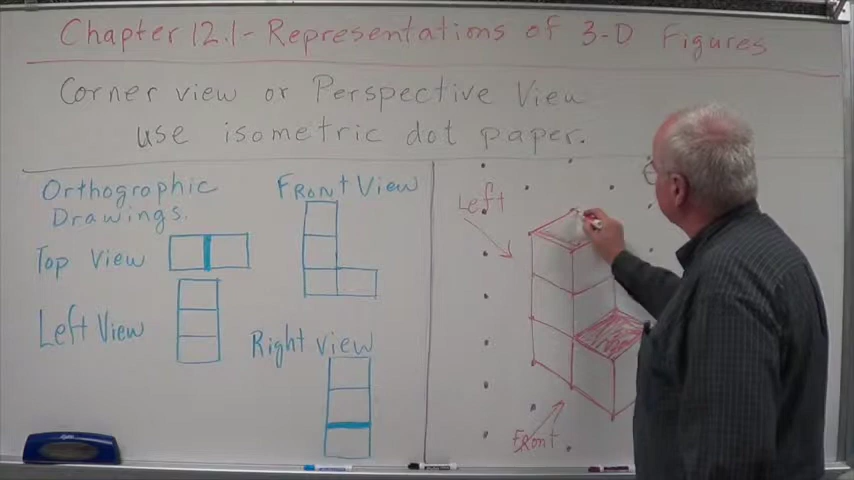 Chapter 12.1 - Representations of 3-D Figures
Corner view or Perspective View
use isometric dot paper.
Orthographic
Drawings.
Front View
Top View
Left View
Right view
Left
Front